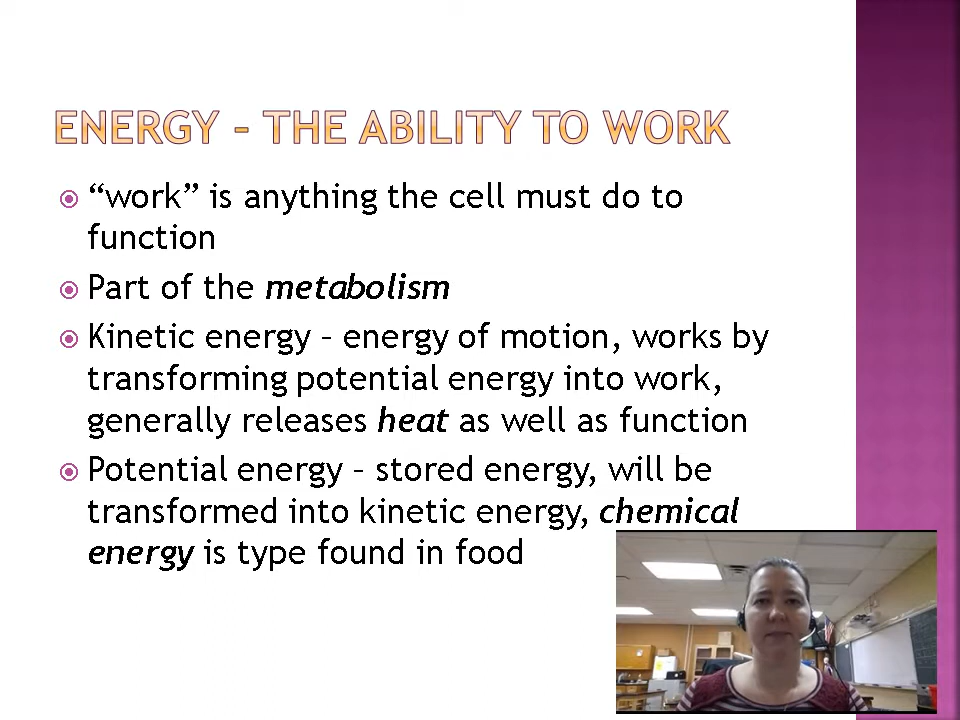 ENERGY – THE ABILITY TO WORK
“work” is anything the cell must do to
function
Part of the metabolism
Kinetic energy – energy of motion, works by
transforming potential energy into work,
generally releases heat as well as function
Potential energy – stored energy, will be
transformed into kinetic energy, chemical
energy is type found in food